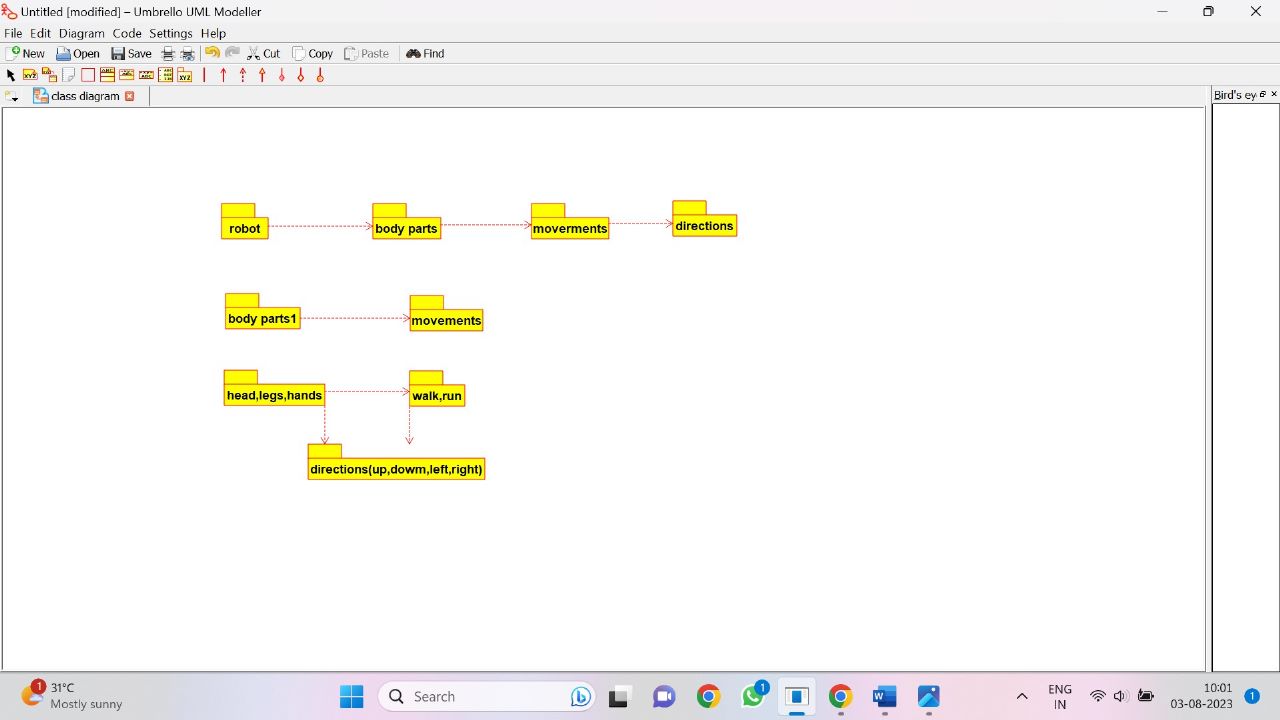 Untitled [modified] – Umbrello UML Modeller
File Edit Diagram Code Settings Help
New Open Save Cut Copy Paste Find
class diagram
Bird's ey
robot body parts moverments directions
body parts1 movements
head,legs,hands walk,run
directions(up,dowm,left,right)
1 31°C
Mostly sunny
Search
1
ENG
IN
10:01
03-08-2023
1